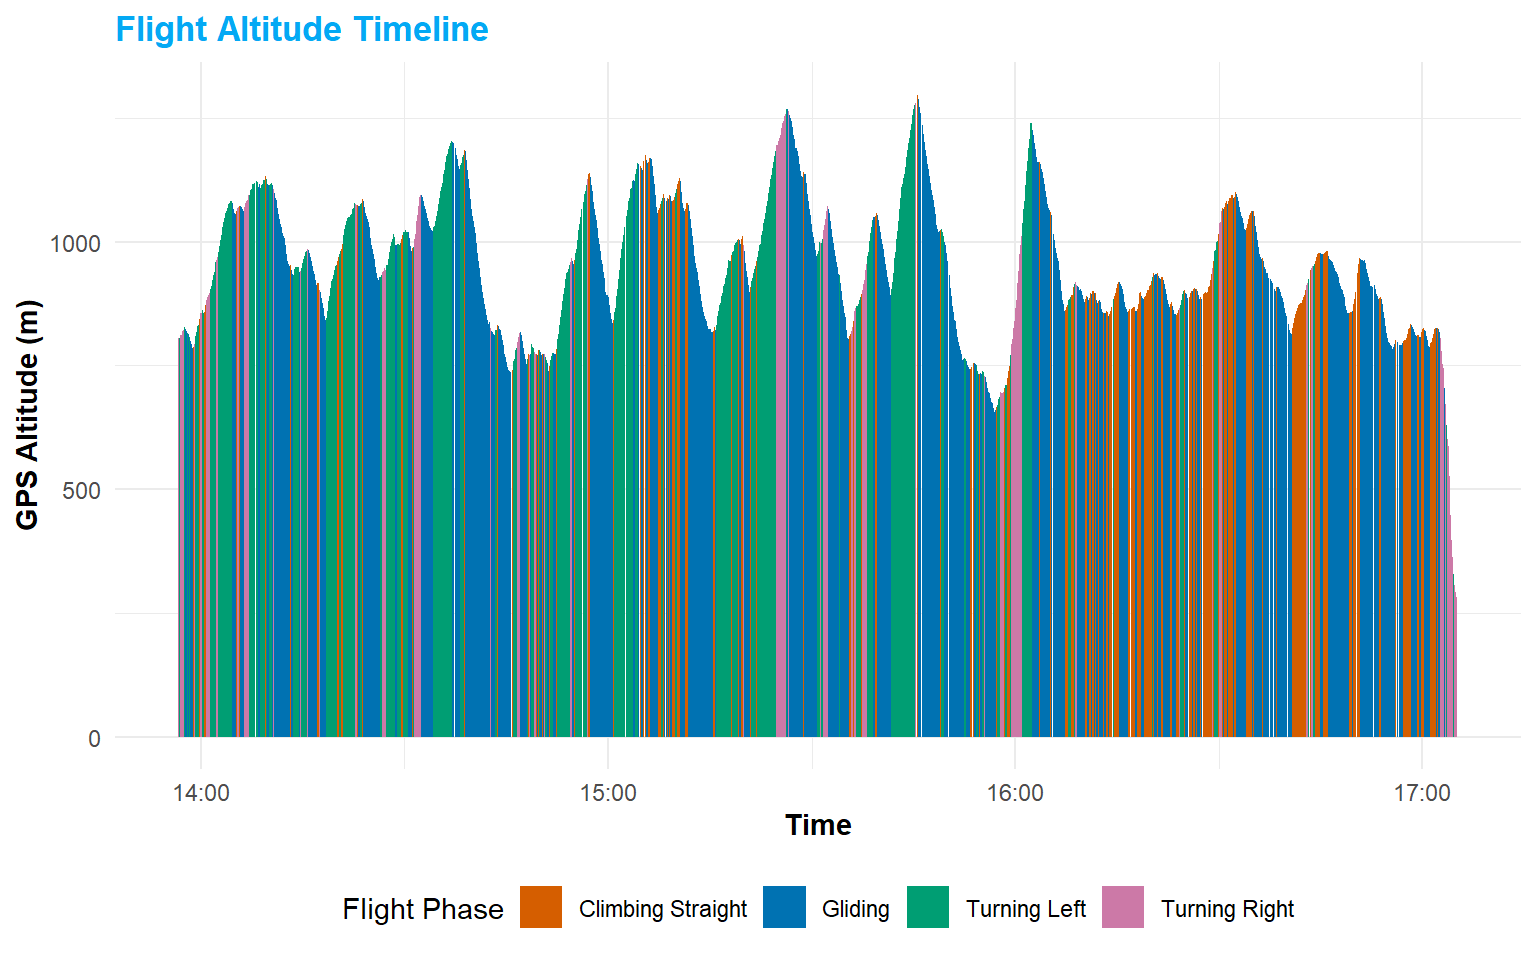 Flight Altitude Timeline
GPS Altitude (m)
1000
500
0
14:00 15:00 16:00 17:00
Time
Flight Phase Climbing Straight Gliding Turning Left Turning Right